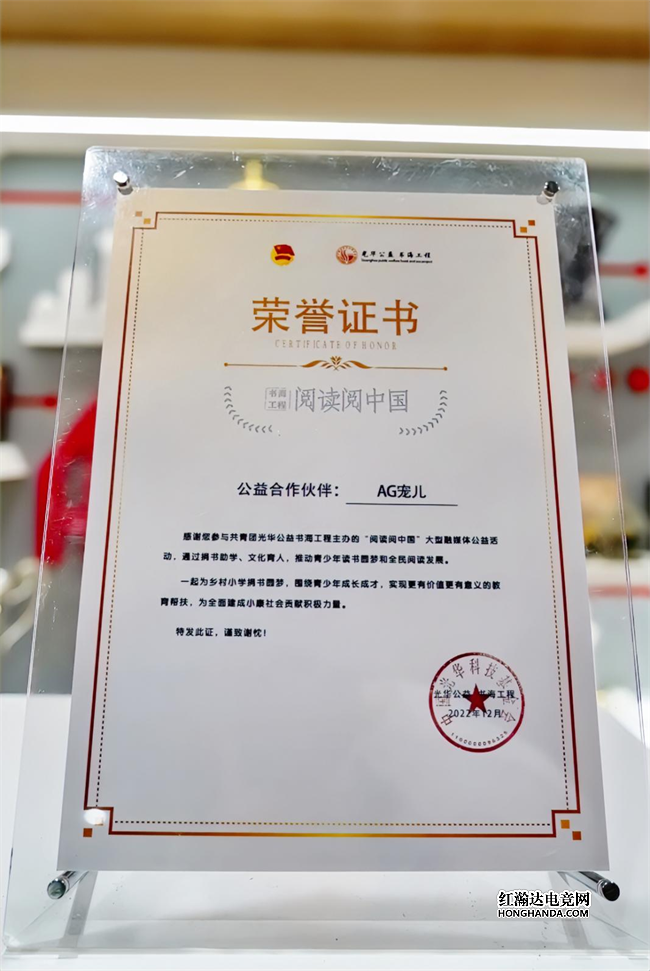 光华公益 书海工程
荣誉证书
CERTIFICATE OF HONOR
书海
工程
阅读阅中国
公益合作伙伴： AG宠儿
感谢您参与共青团光华公益书海工程主办的“阅读阅中国”大型融媒体公益活
动，通过捐书助学、文化育人，推动青少年读书圆梦和全民阅读发展。
一起为乡村小学捐书圆梦，围绕青少年成长成才，实现更有价值更有意义的教
育帮扶，为全面建成小康社会贡献积极力量。
特发此证，谨致谢忱！
中国光华科技基金会
光华公益 书海工程
2022年12月
红瀚达电竞网
HONGHANDA.COM